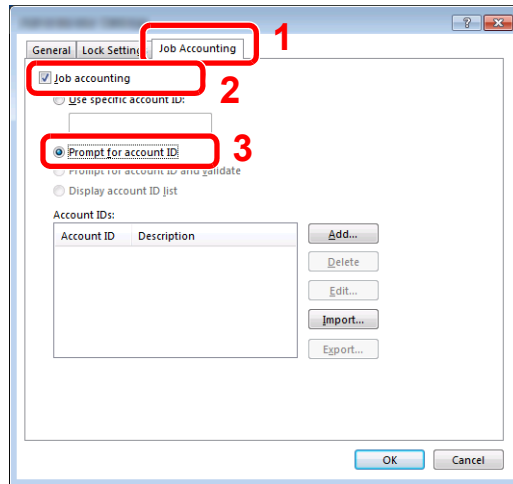 1
General Lock Setting Job Accounting
Job accounting
2
Use specific account ID:
Prompt for account ID
3
Prompt for account ID and validate
Display account ID list
Account IDs:
Account ID Description
Add...
Delete
Edit...
Import...
Export...
OK Cancel